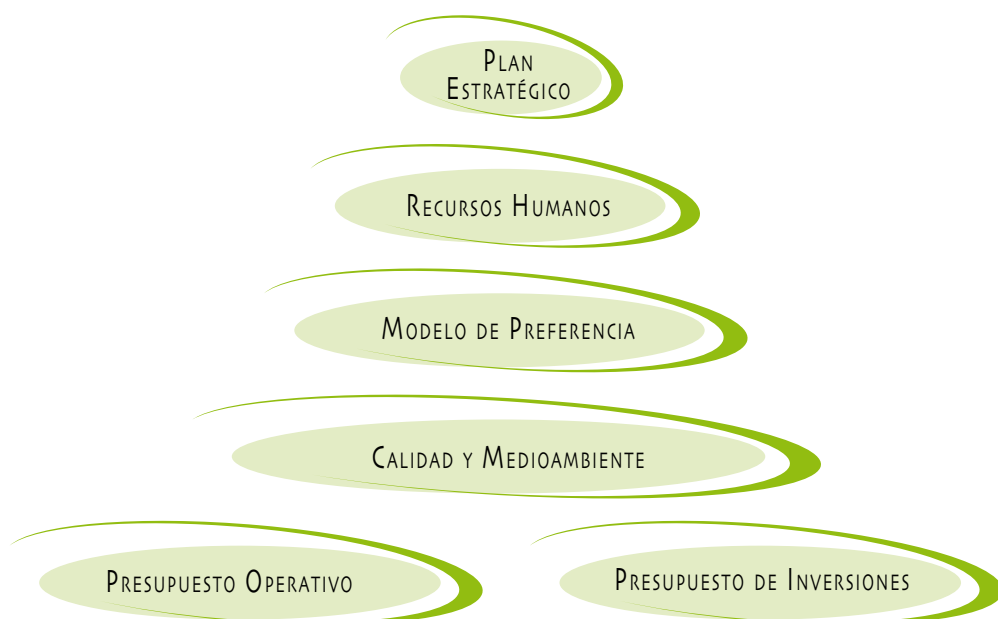 Plan
Estratégico
Recursos Humanos
Modelo de Preferencia
Calidad y Medioambiente
Presupuesto Operativo
Presupuesto de Inversiones